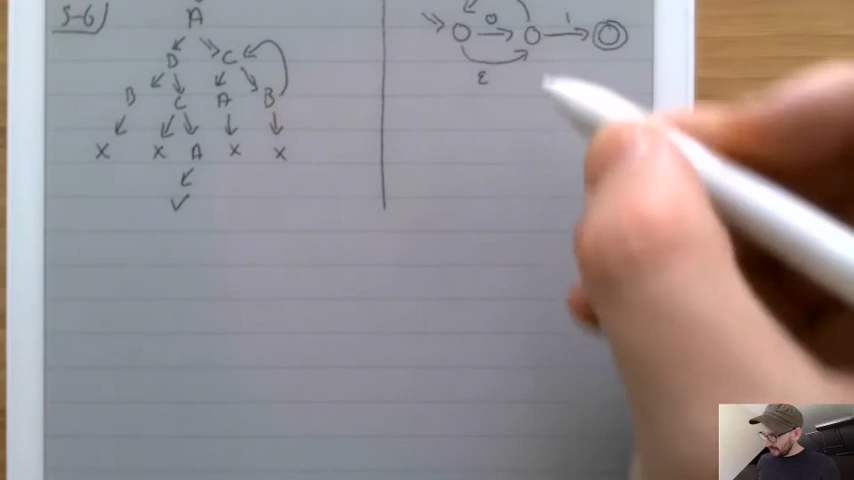 5-6)
A
B C
B C A B
X X A X X
✓
0 1
ε